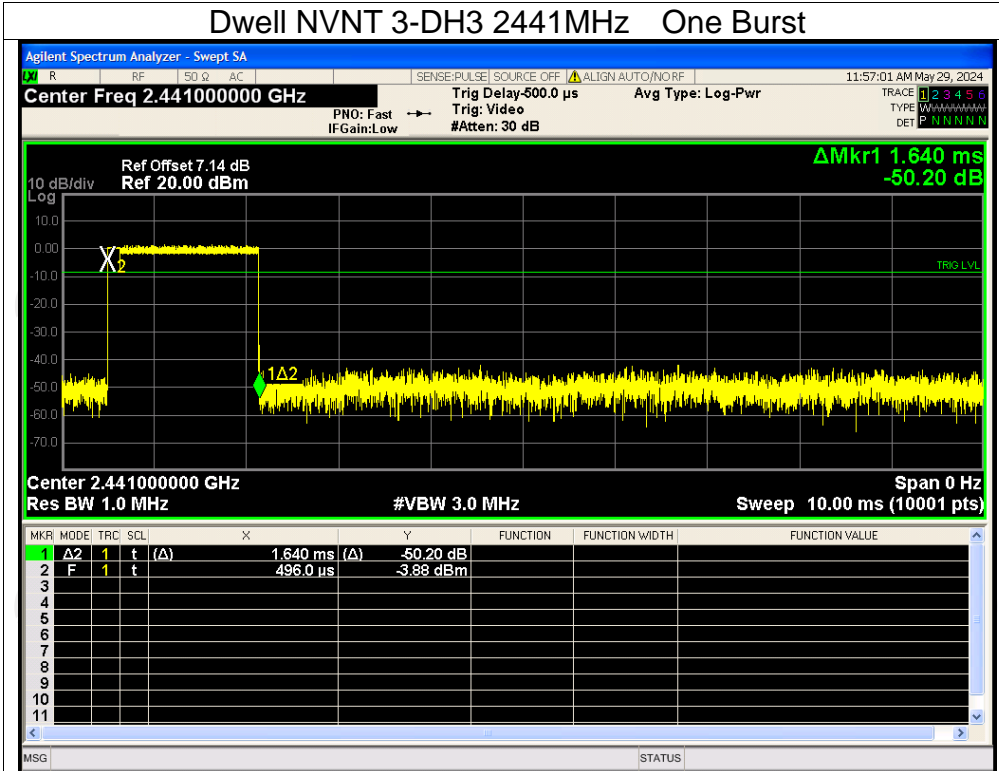 Dwell NVNT 3-DH3 2441MHz One Burst
Agilent Spectrum Analyzer - Swept SA
LXI R RF 50 Ω AC SENSE:PULSE SOURCE OFF ALIGN AUTO/NO RF 11:57:01 AM May 29, 2024
Center Freq 2.441000000 GHz
PNO: Fast
IFGain:Low
Trig Delay-500.0 µs
Trig: Video
#Atten: 30 dB
Avg Type: Log-Pwr
TRACE 1 2 3 4 5 6
TYPE WWWWWW
DET P N N N N N
ΔMkr1 1.640 ms
-50.20 dB
Ref Offset 7.14 dB
10 dB/div Ref 20.00 dBm
Log
10.0
0.00
-10.0
-20.0
-30.0
-40.0
-50.0
-60.0
-70.0
X2
TRIG LVL
1Δ2
Center 2.441000000 GHz Span 0 Hz
Res BW 1.0 MHz #VBW 3.0 MHz Sweep 10.00 ms (10001 pts)
MKR MODE TRC SCL X Y FUNCTION FUNCTION WIDTH FUNCTION VALUE
1 Δ2 1 t (Δ) 1.640 ms (Δ) -50.20 dB
2 F 1 t 496.0 µs -3.88 dBm
3
4
5
6
7
8
9
10
11
MSG STATUS